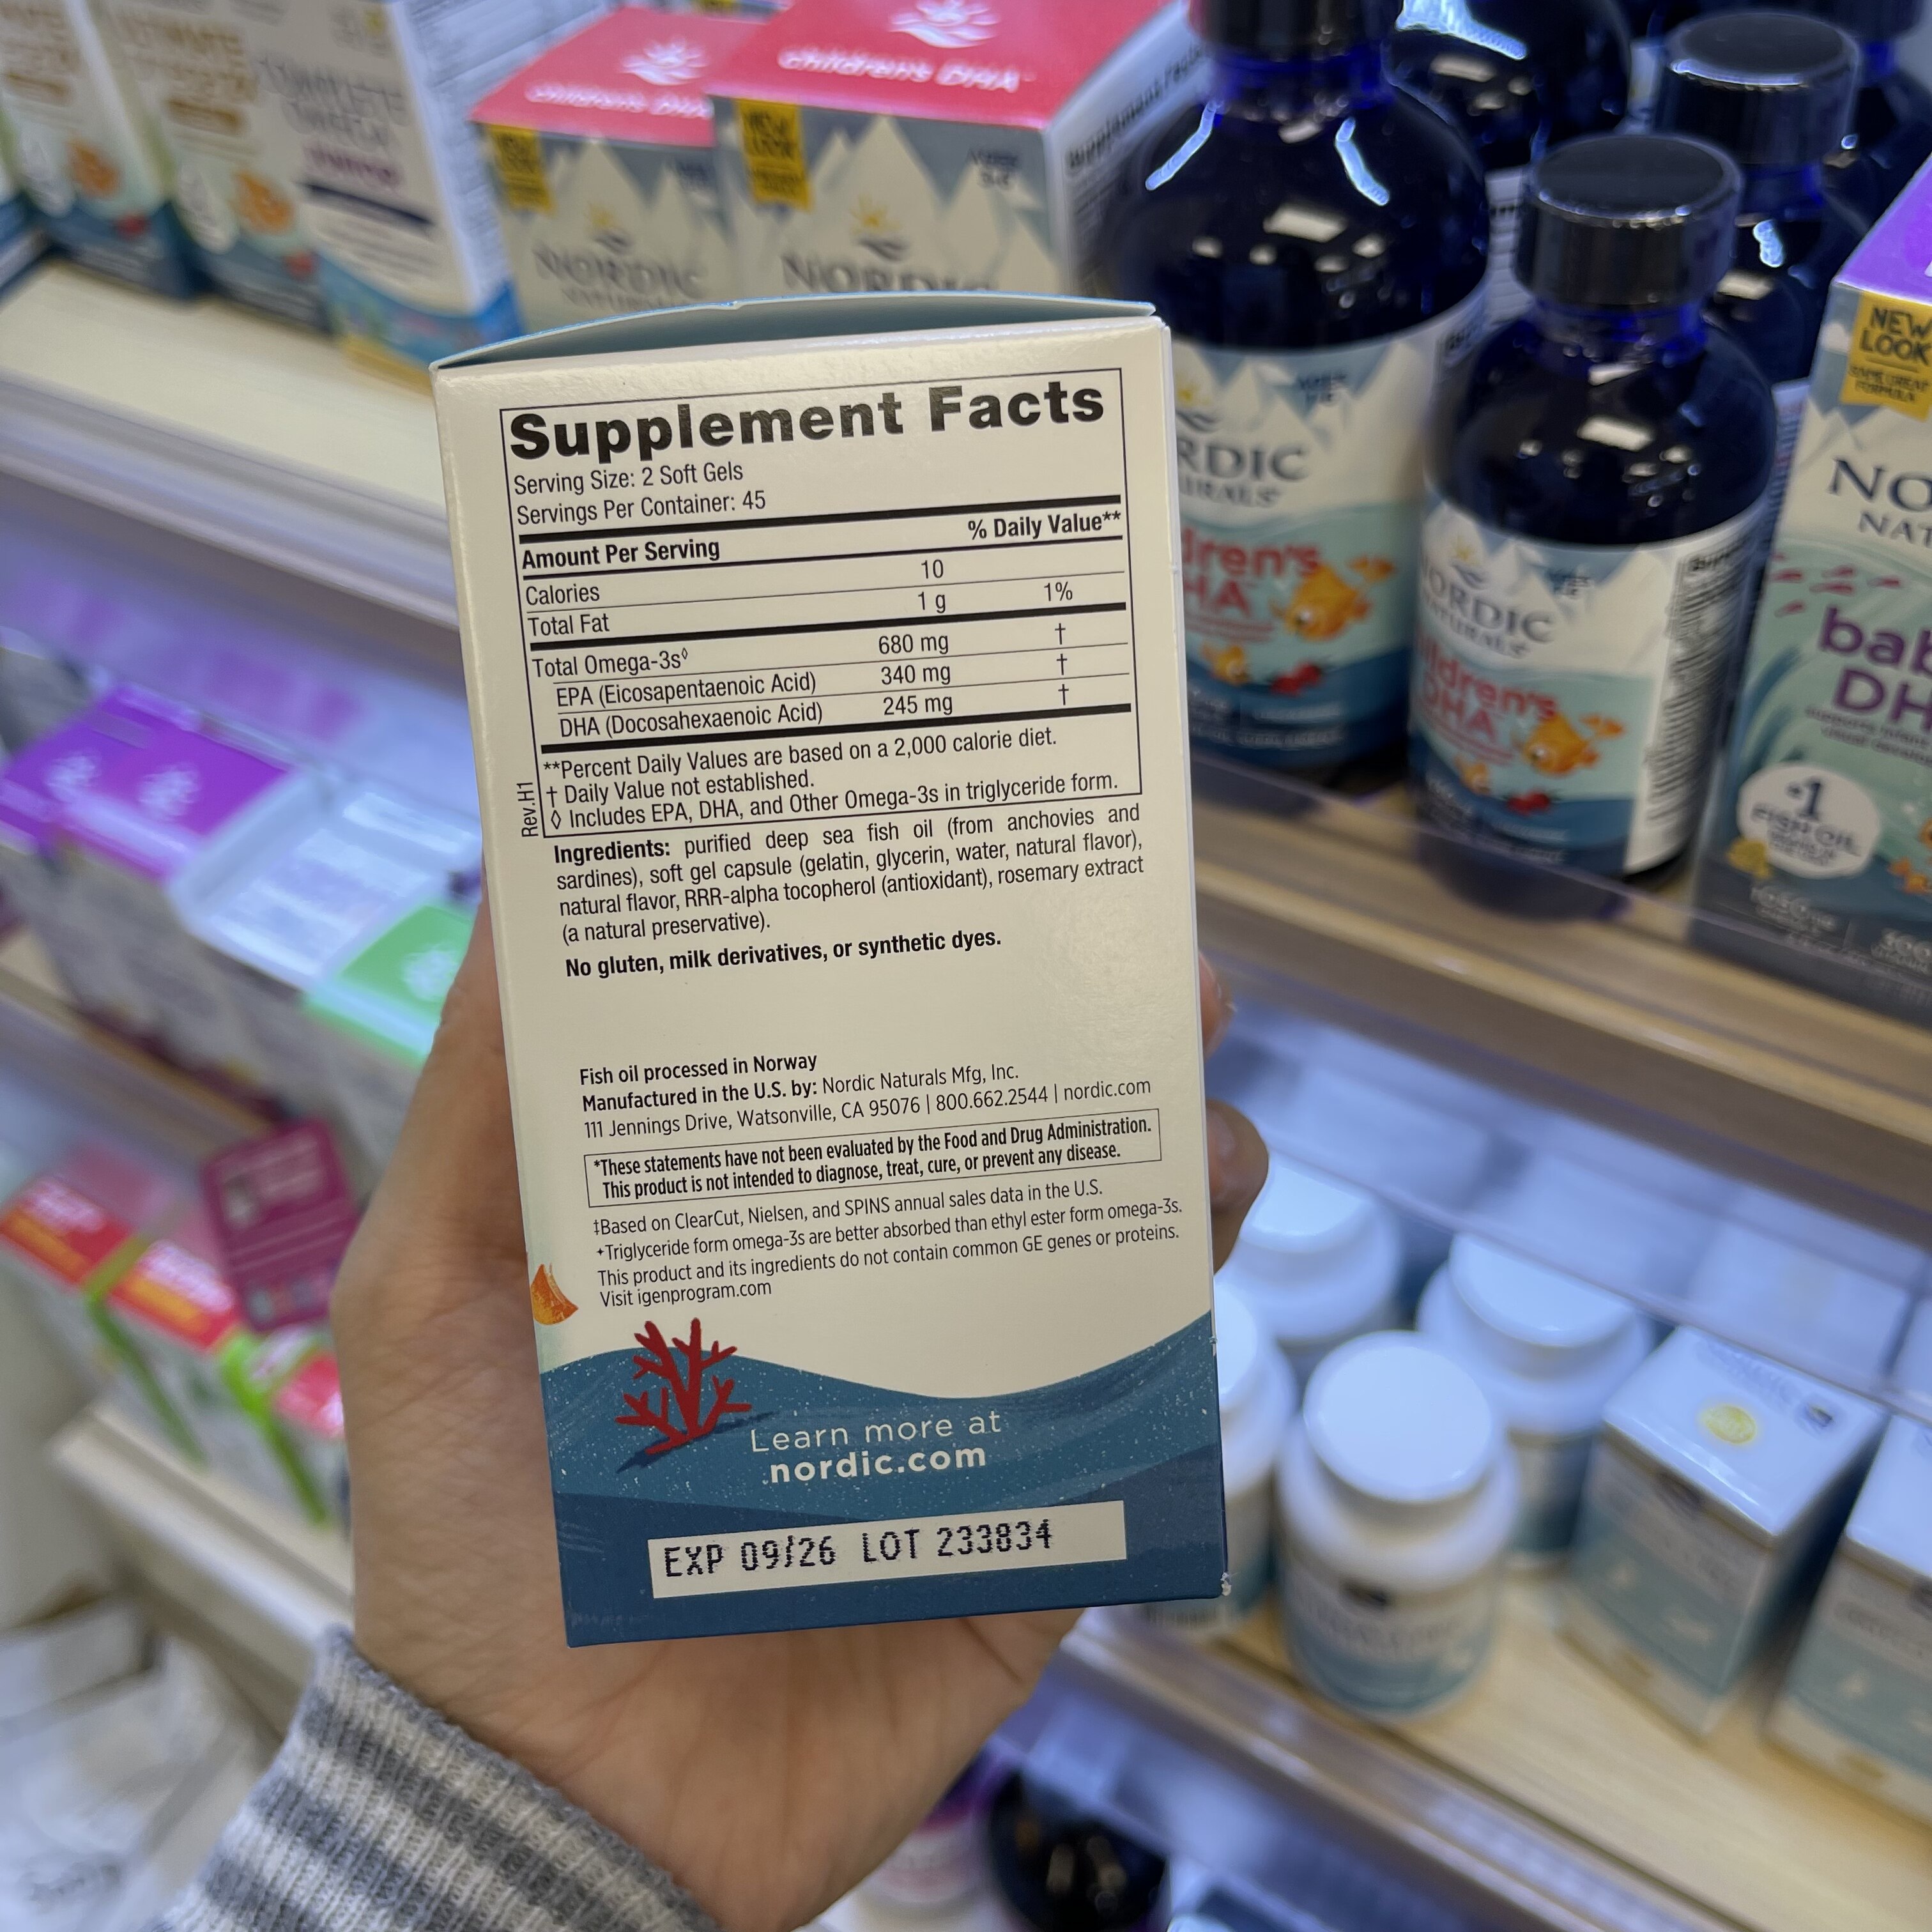 children's DHA
NORDIC
NORDIC
Supplement Facts
Serving Size: 2 Soft Gels
Servings Per Container: 45
Amount Per Serving % Daily Value**
Calories 10
Total Fat 1 g 1%
Total Omega-3s◊ 680 mg †
EPA (Eicosapentaenoic Acid) 340 mg †
DHA (Docosahexaenoic Acid) 245 mg †
**Percent Daily Values are based on a 2,000 calorie diet.
† Daily Value not established.
◊ Includes EPA, DHA, and Other Omega-3s in triglyceride form.
Rev.H1
Ingredients: purified deep sea fish oil (from anchovies and
sardines), soft gel capsule (gelatin, glycerin, water, natural flavor),
natural flavor, RRR-alpha tocopherol (antioxidant), rosemary extract
(a natural preservative).
No gluten, milk derivatives, or synthetic dyes.
Fish oil processed in Norway
Manufactured in the U.S. by: Nordic Naturals Mfg, Inc.
111 Jennings Drive, Watsonville, CA 95076 | 800.662.2544 | nordic.com
*These statements have not been evaluated by the Food and Drug Administration.
This product is not intended to diagnose, treat, cure, or prevent any disease.
‡Based on ClearCut, Nielsen, and SPINS annual sales data in the U.S.
+Triglyceride form omega-3s are better absorbed than ethyl ester form omega-3s.
This product and its ingredients do not contain common GE genes or proteins.
Visit igenprogram.com
Learn more at
nordic.com
EXP 09/26 LOT 233834
NEW
LOOK
#1
FISH OIL